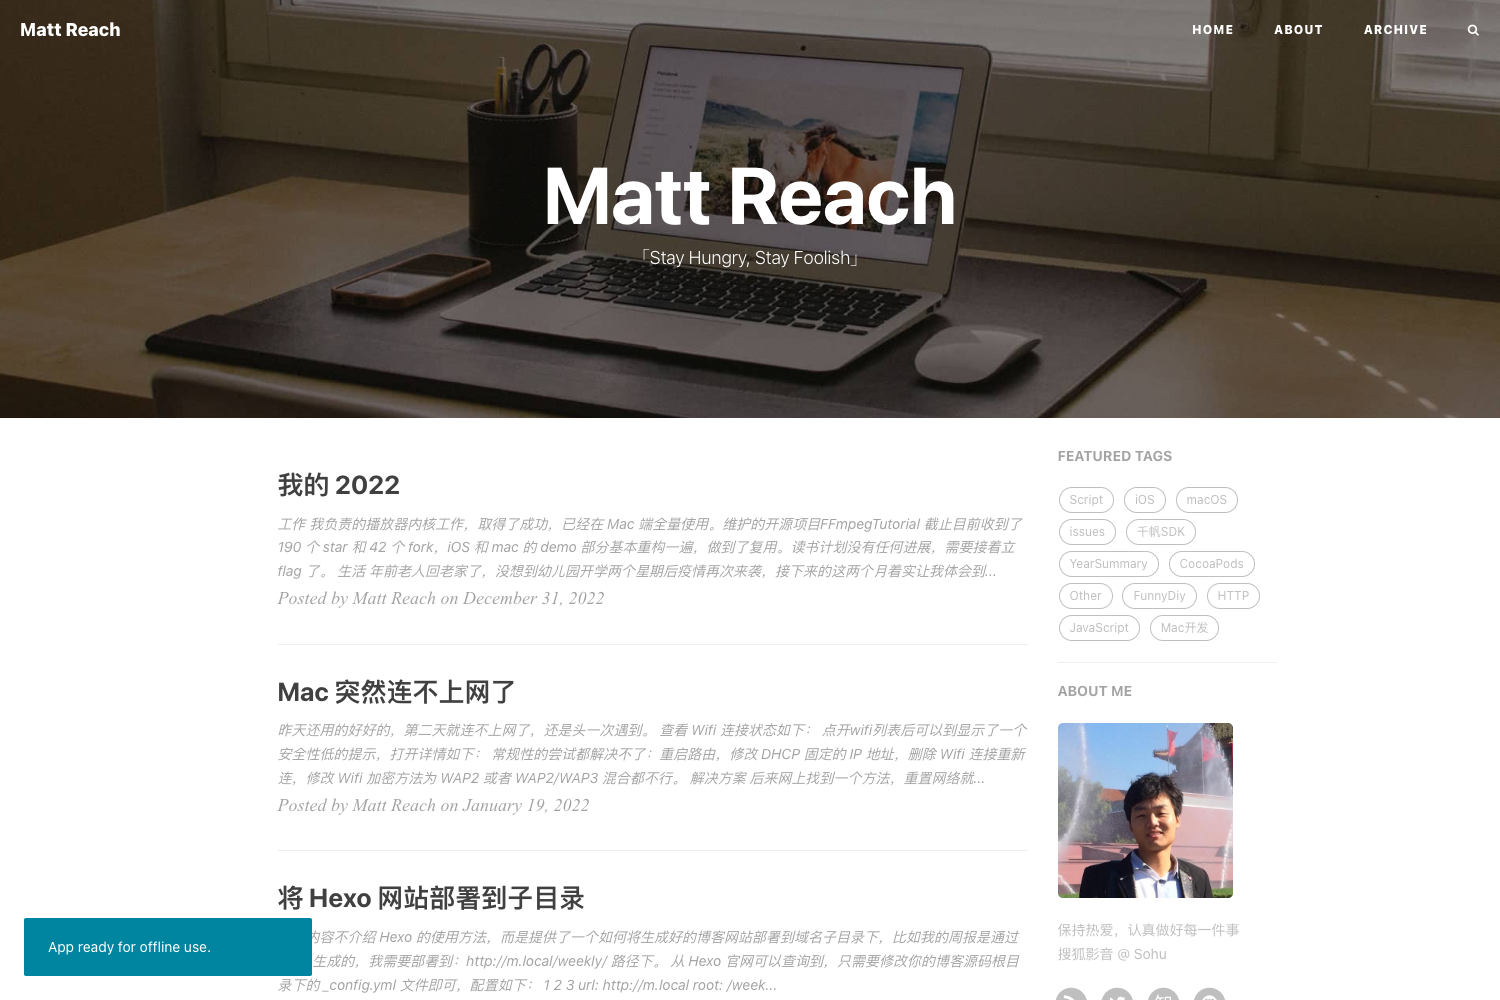 Matt Reach
HOME
ABOUT
ARCHIVE
Matt Reach
「Stay Hungry, Stay Foolish」
我的 2022
工作 我负责的播放器内核工作，取得了成功，已经在 Mac 端全量使用。维护的开源项目FFmpegTutorial 截止目前收到了
190 个 star 和 42 个 fork，iOS 和 mac 的 demo 部分基本重构一遍，做到了复用。读书计划没有任何进展，需要接着立
flag 了。 生活 年前老人回老家了，没想到幼儿园开学两个星期后疫情再次来袭，接下来的这两个月着实让我体会到...
Posted by Matt Reach on December 31, 2022
Mac 突然连不上网了
昨天还用的好好的，第二天就连不上网了，还是头一次遇到。 查看 Wifi 连接状态如下： 点开wifi列表后可以到显示了一个
安全性低的提示，打开详情如下： 常规性的尝试都解决不了：重启路由，修改 DHCP 固定的 IP 地址，删除 Wifi 连接重新
连，修改 Wifi 加密方法为 WAP2 或者 WAP2/WAP3 混合都不行。 解决方案 后来网上找到一个方法，重置网络就...
Posted by Matt Reach on January 19, 2022
将 Hexo 网站部署到子目录
内容不介绍 Hexo 的使用方法，而是提供了一个如何将生成好的博客网站部署到域名子目录下，比如我的周报是通过
生成的，我需要部署到：http://m.local/weekly/ 路径下。 从 Hexo 官网可以查询到，只需要修改你的博客源码根目
录下的 _config.yml 文件即可，配置如下： 1 2 3 url: http://m.local root: /week...
App ready for offline use.
FEATURED TAGS
Script
iOS
macOS
issues
千帆SDK
YearSummary
CocoaPods
Other
FunnyDiy
HTTP
JavaScript
Mac开发
ABOUT ME
保持热爱，认真做好每一件事
搜狐影音 @ Sohu